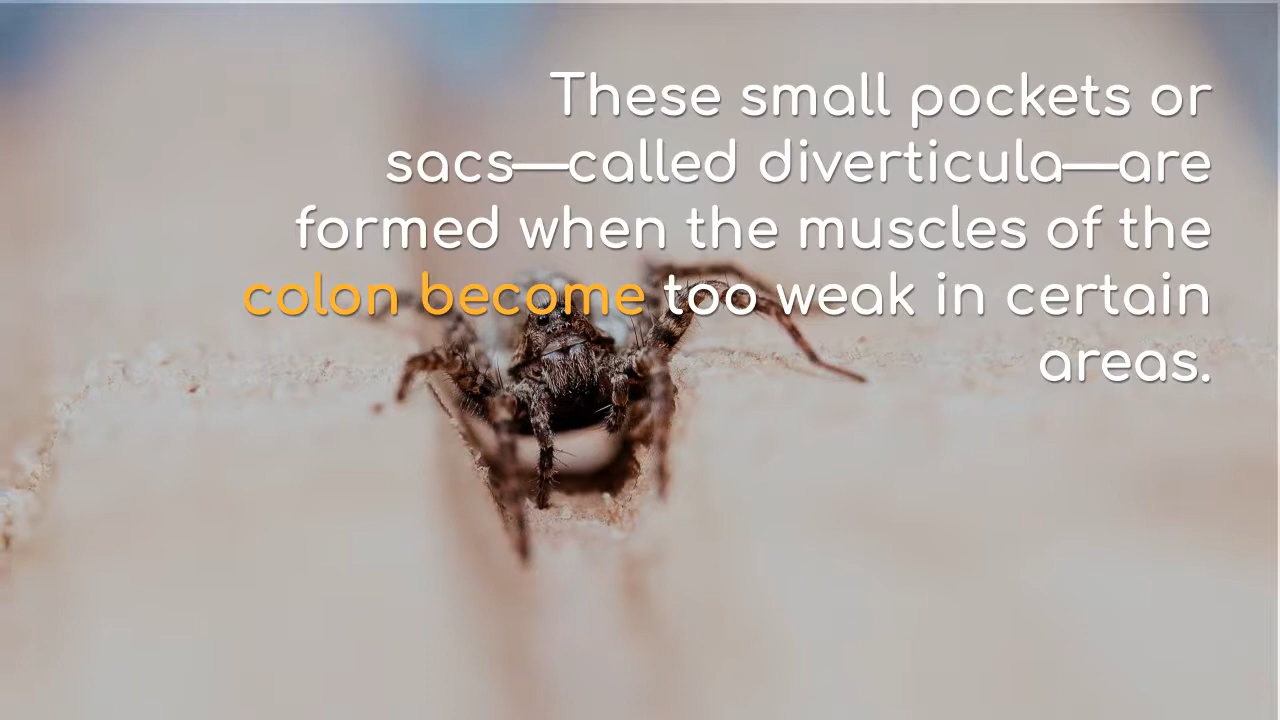 These small pockets or
sacs—called diverticula—are
formed when the muscles of the
colon become too weak in certain
areas.